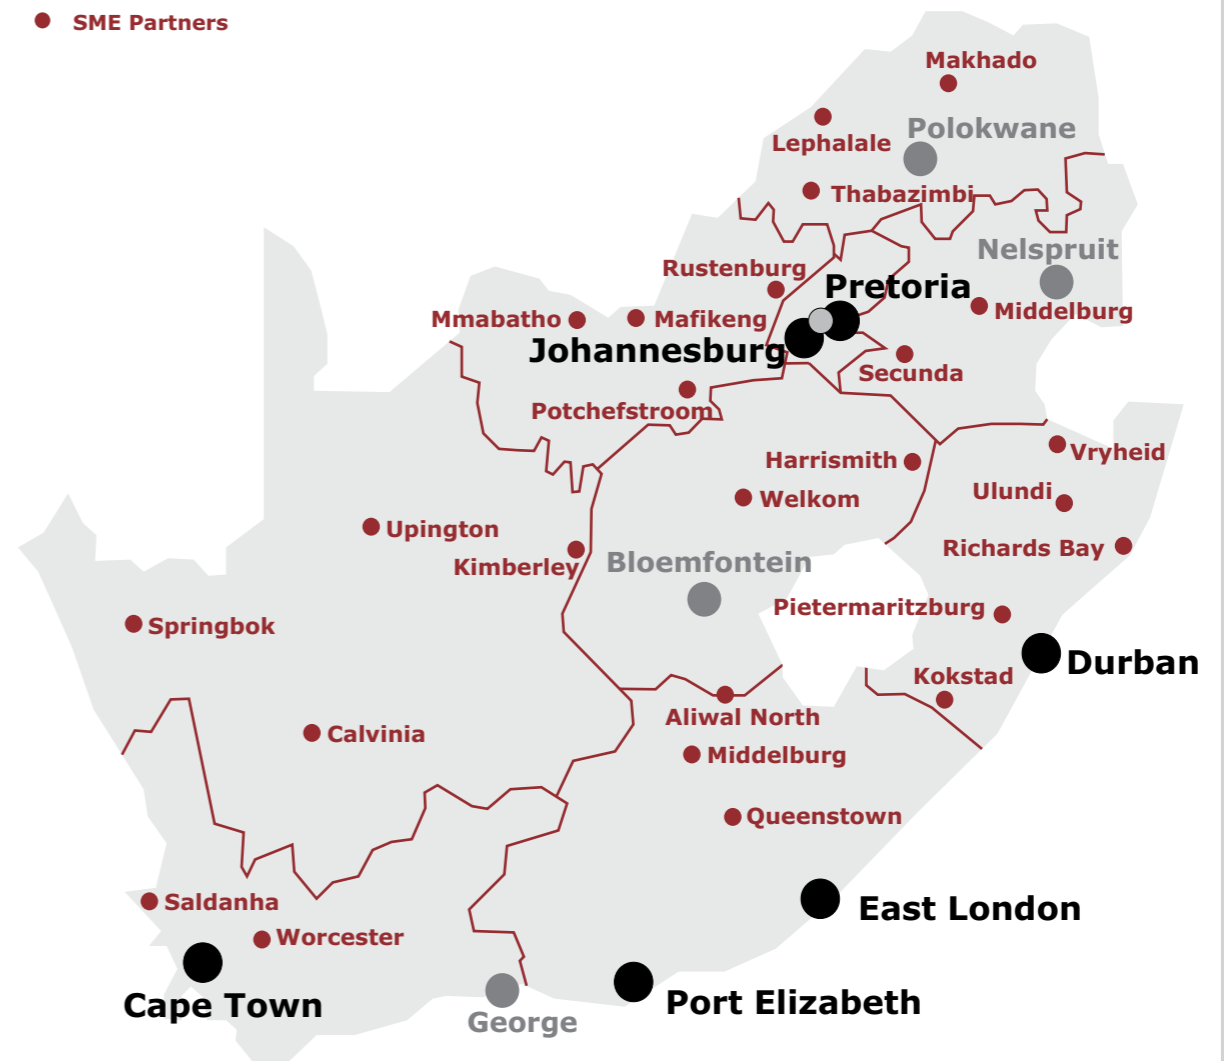 SME Partners
Makhado
Polokwane
Lephalale
Thabazimbi
Nelspruit
Rustenburg
Pretoria
Middelburg
Mmabatho
Mafikeng
Johannesburg
Secunda
Potchefstroom
Vryheid
Harrismith
Ulundi
Welkom
Upington
Richards Bay
Kimberley
Bloemfontein
Pietermaritzburg
Springbok
Durban
Kokstad
Aliwal North
Calvinia
Middelburg
Queenstown
Saldanha
East London
Worcester
Cape Town
Port Elizabeth
George